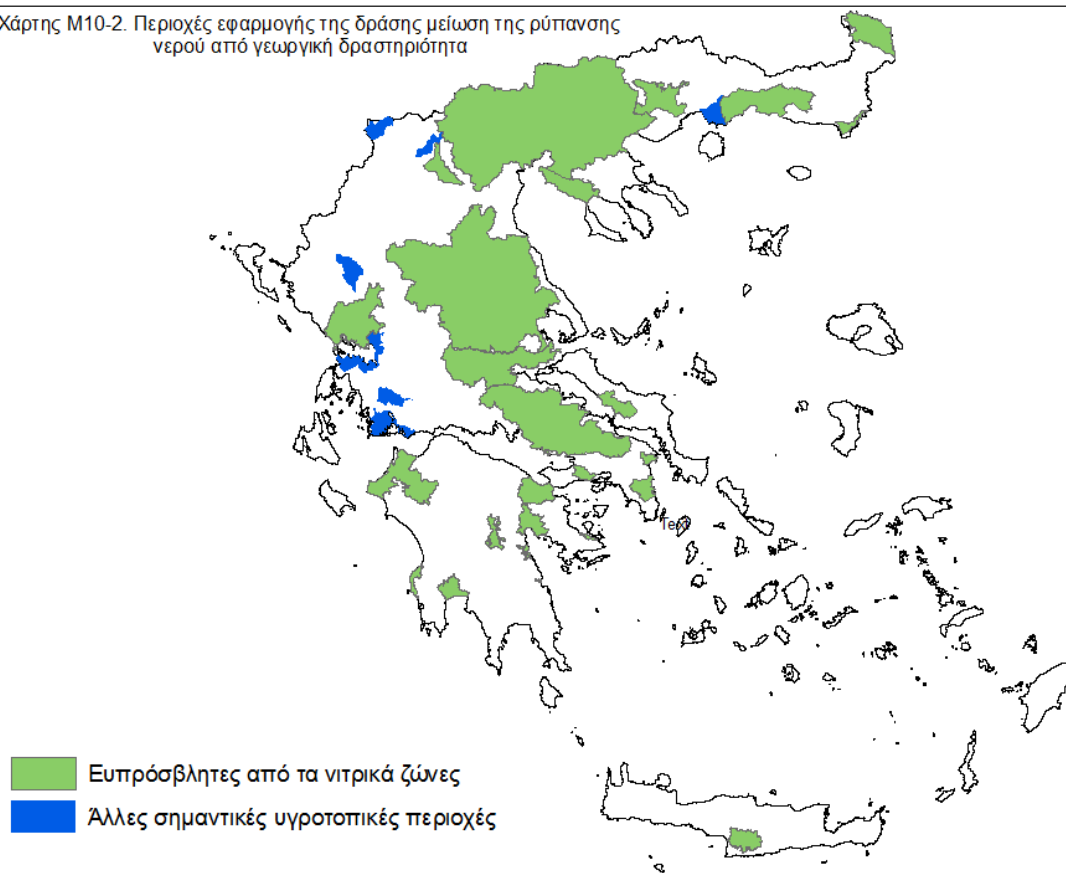 Χάρτης Μ10-2. Περιοχές εφαρμογής της δράσης μείωση της ρύπανσης
νερού από γεωργική δραστηριότητα
Text
Ευπρόσβλητες από τα νιτρικά ζώνες
Άλλες σημαντικές υγροτοπικές περιοχές